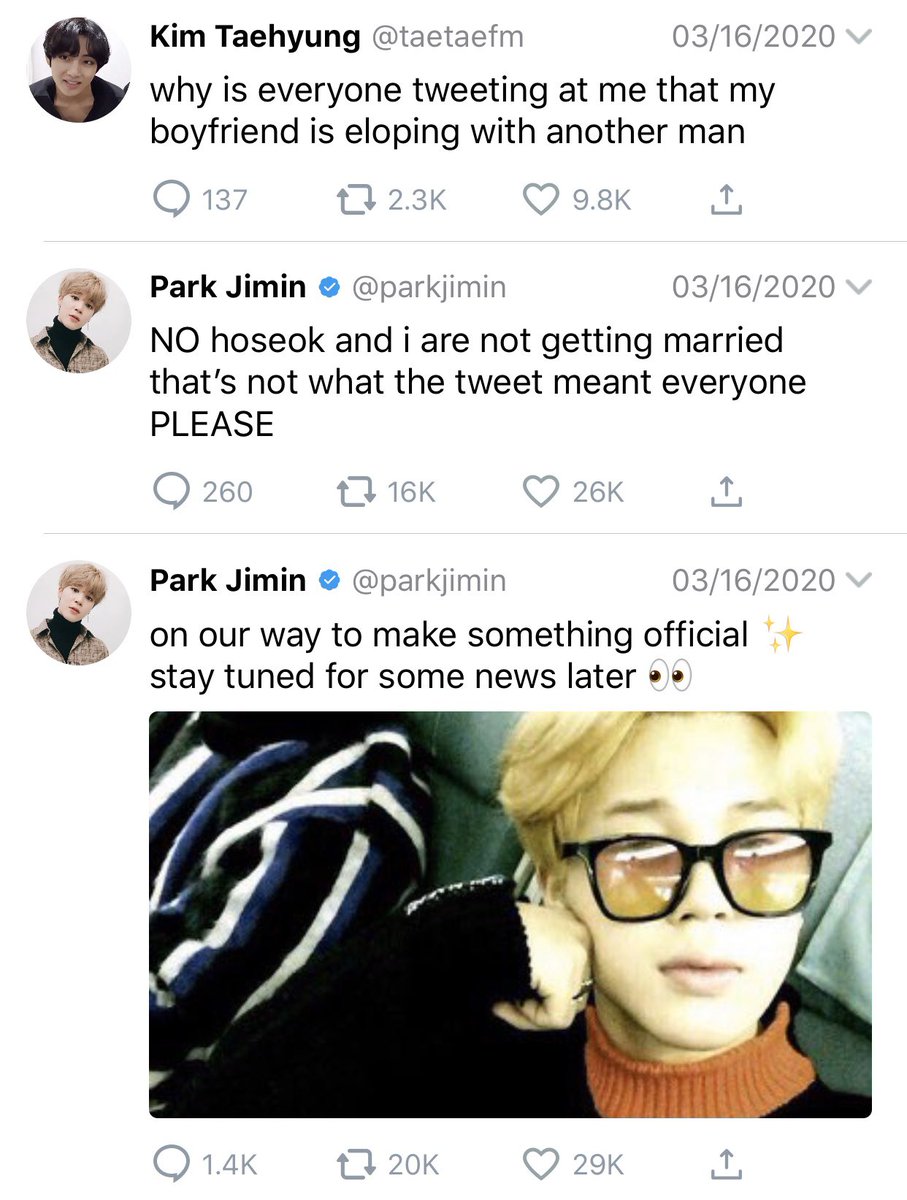 Kim Taehyung @taetaefm 03/16/2020
why is everyone tweeting at me that my
boyfriend is eloping with another man
137 2.3K 9.8K
Park Jimin @parkjimin 03/16/2020
NO hoseok and i are not getting married
that’s not what the tweet meant everyone
PLEASE
260 16K 26K
Park Jimin @parkjimin 03/16/2020
on our way to make something official ✨
stay tuned for some news later 👀
1.4K 20K 29K